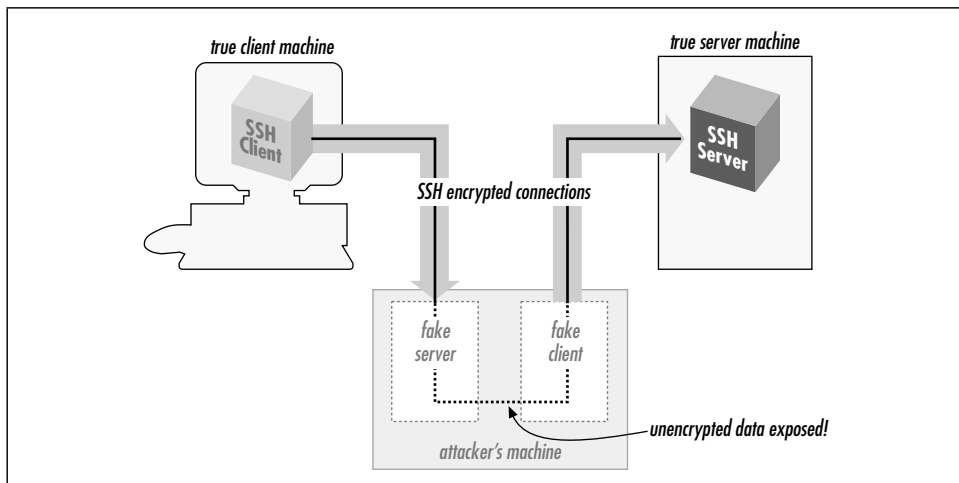 true client machine
true server machine
SSH
Client
SSH
Server
SSH encrypted connections
fake
server
fake
client
unencrypted data exposed!
attacker's machine